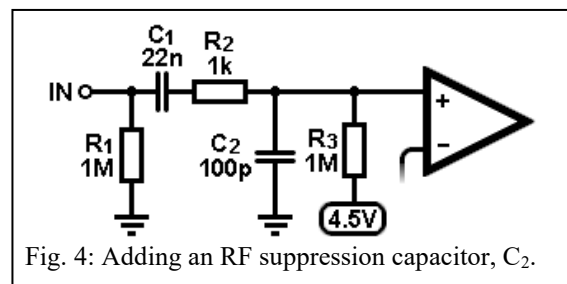 C1
22n
R2
1k
IN
+
R1
1M
C2
100p
R3
1M
−
4.5V
Fig. 4: Adding an RF suppression capacitor, C2.